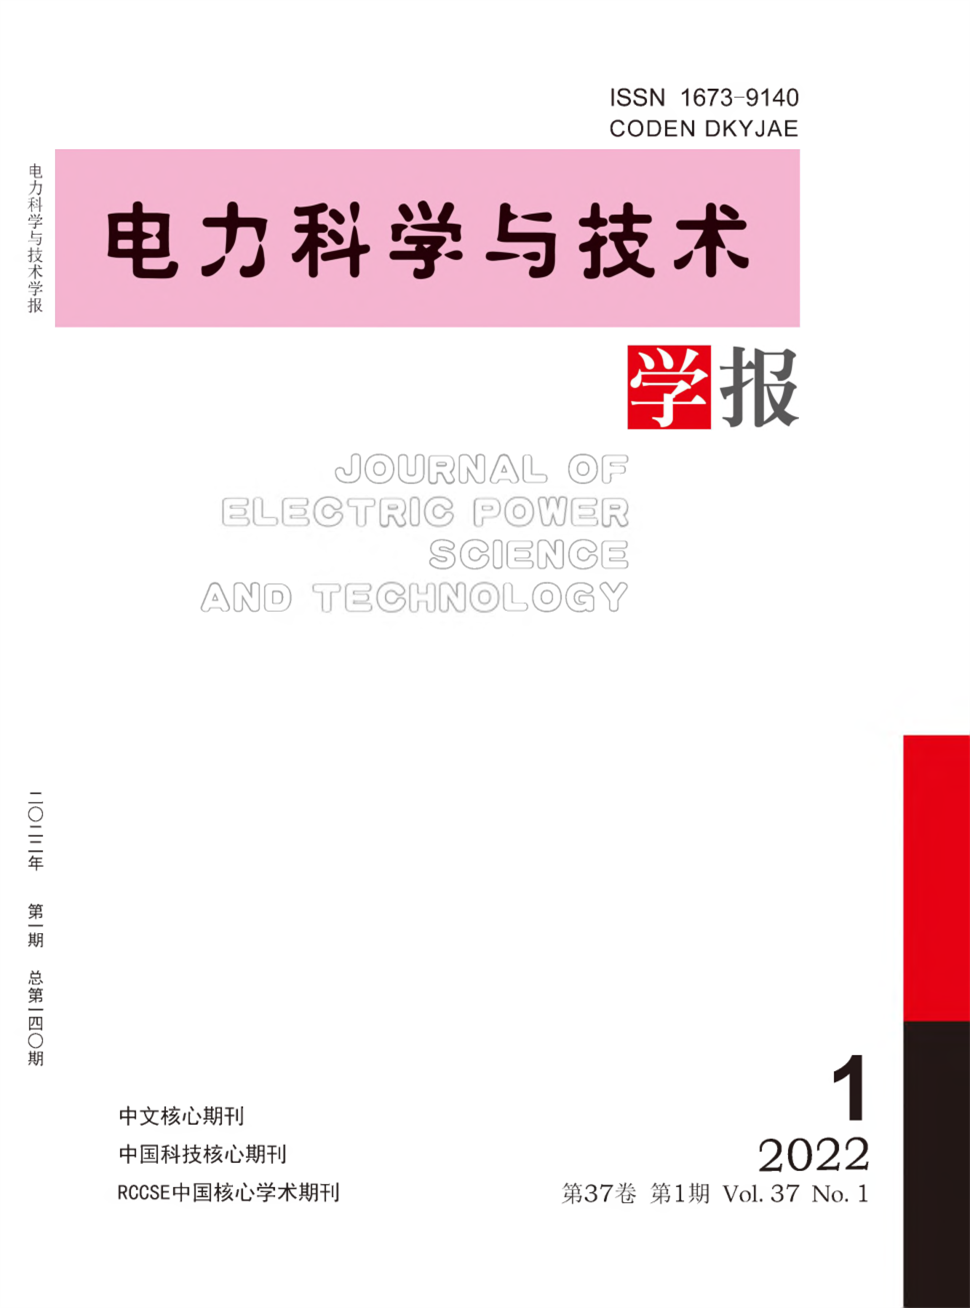 ISSN 1673-9140
CODEN DKYJAE
电力科学与技术学报
电力科学与技术
学报
JOURNAL OF
ELECTRIC POWER
SCIENCE
AND TECHNOLOGY
二〇二二年 第一期 总第一四〇期
1
2022
中文核心期刊
中国科技核心期刊
RCCSE中国核心学术期刊
第37卷 第1期 Vol. 37 No. 1